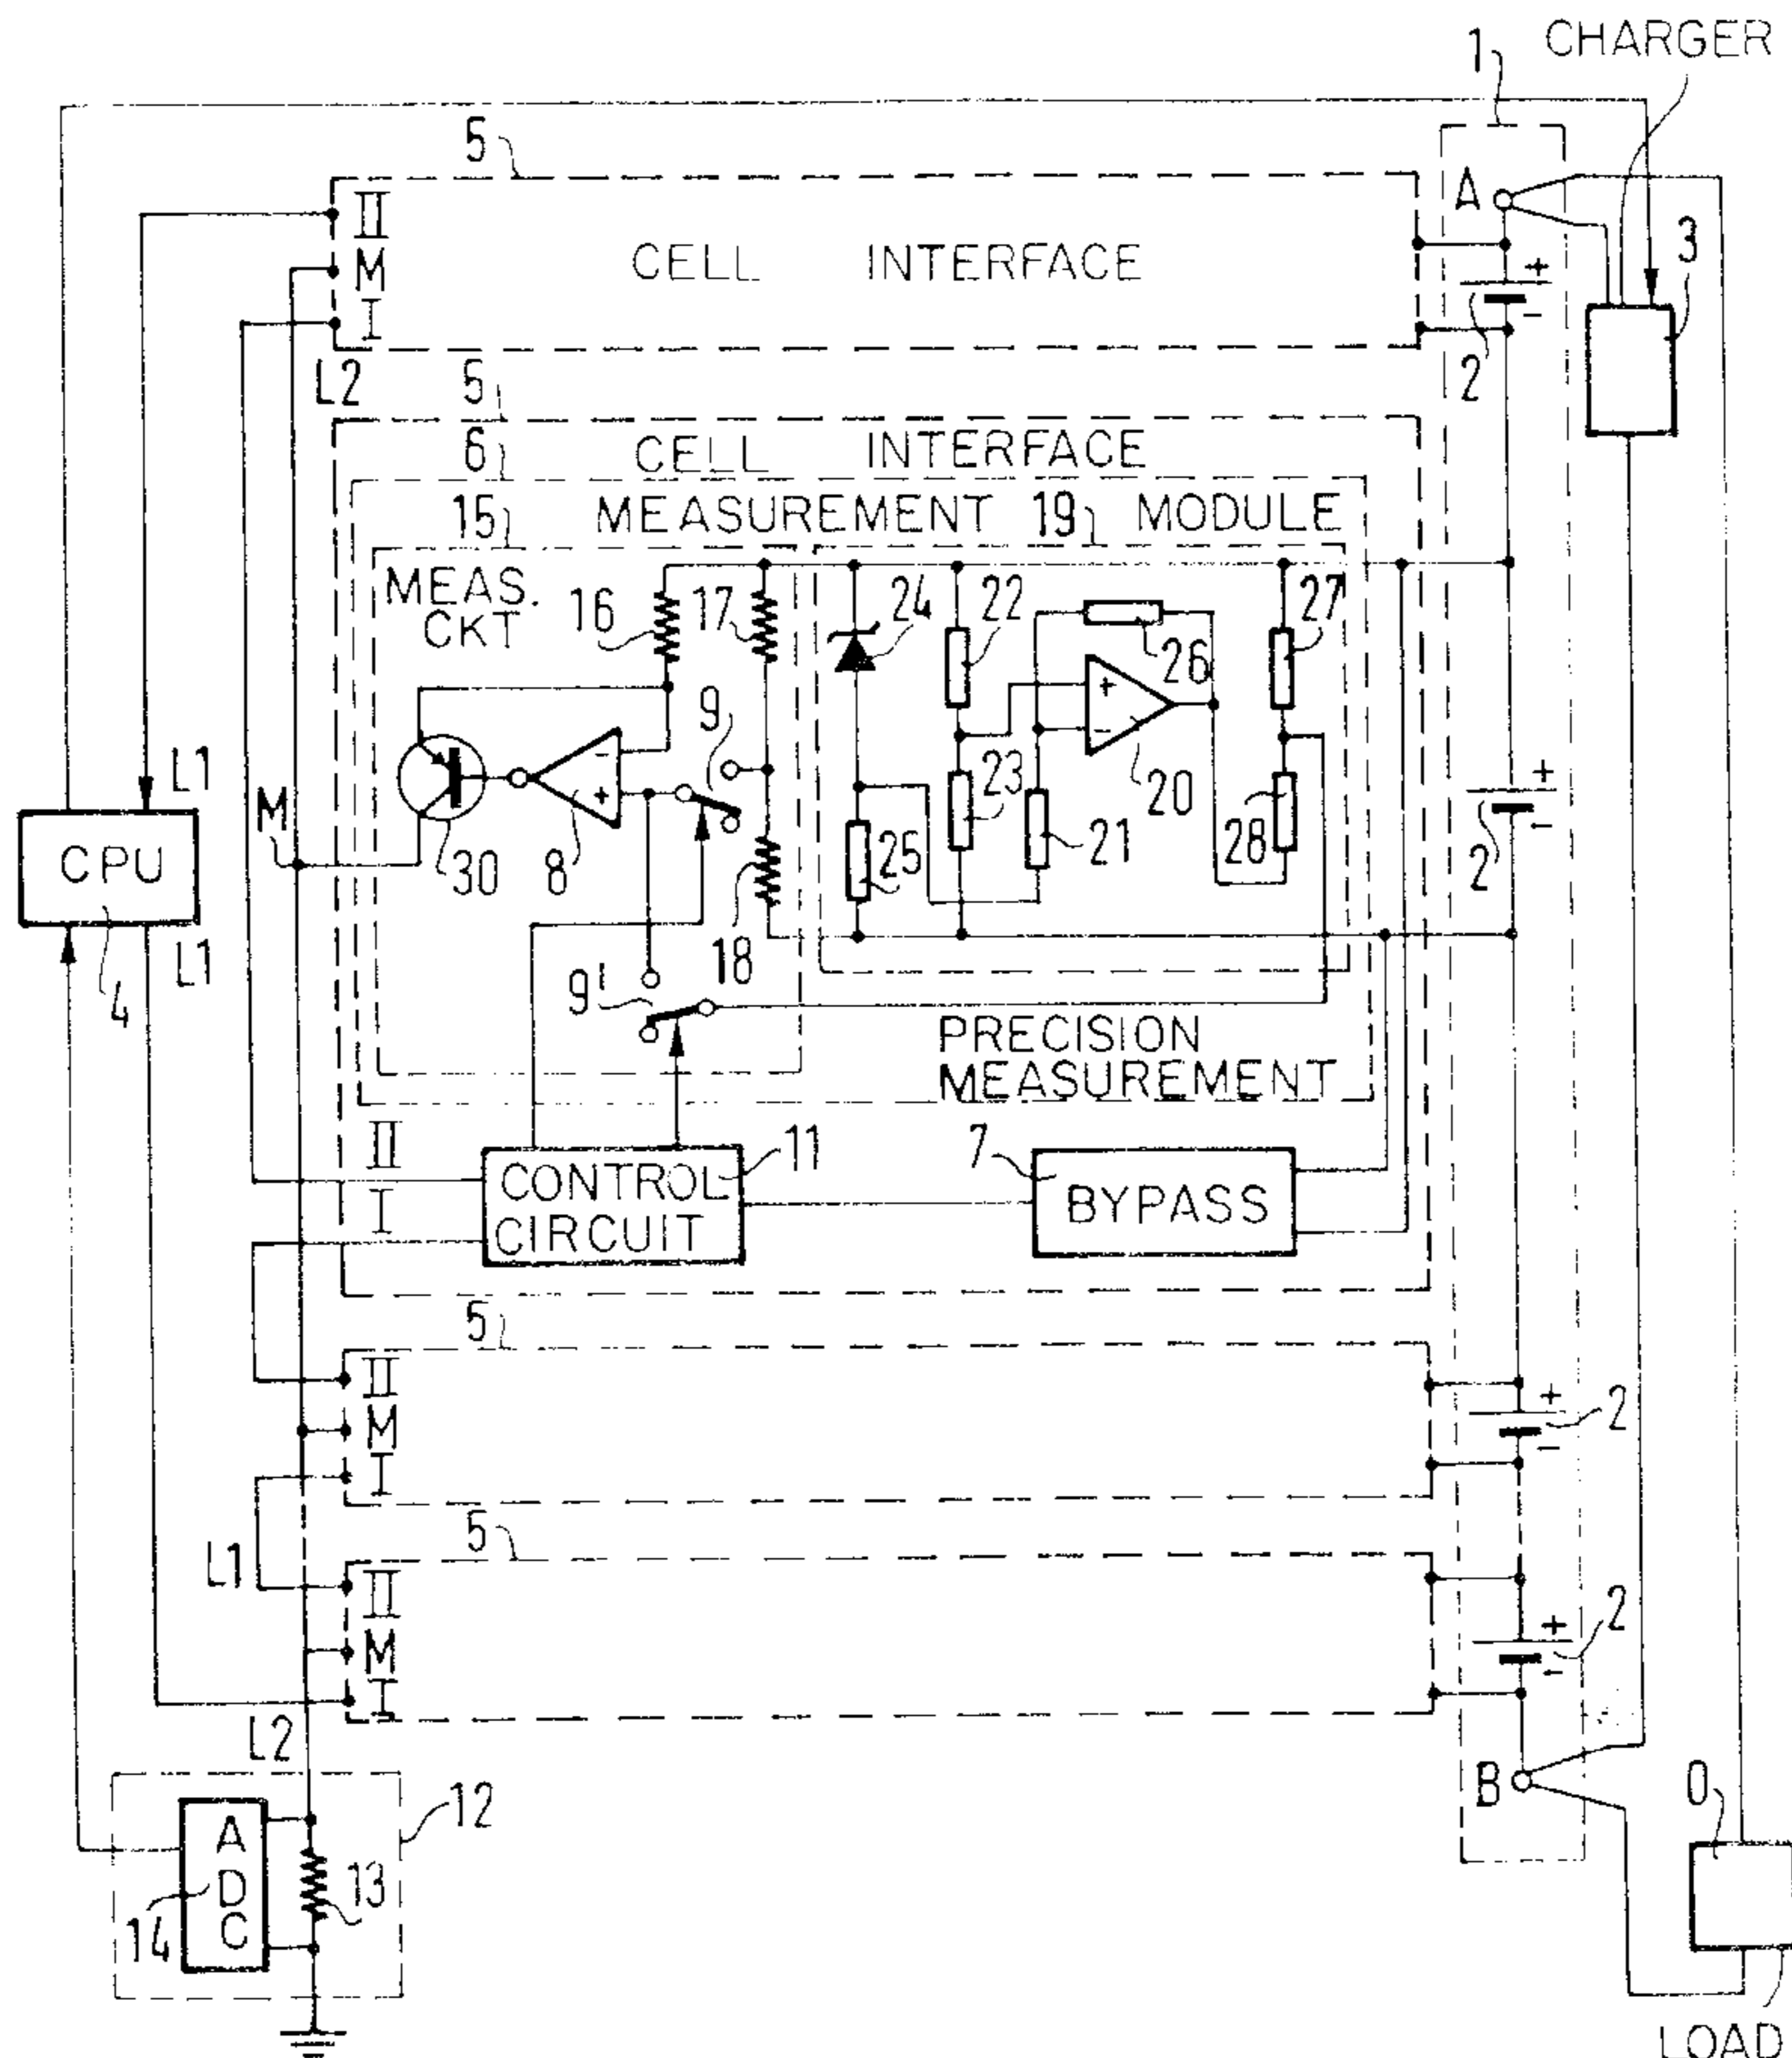 CHARGER
1
5
II
A
CELL INTERFACE
M
3
I
+
-
L2
2
5
6
CELL INTERFACE
15
MEASUREMENT
19
MODULE
MEAS.
CKT
16
17
24
22
27
26
9
+
-
L1
M
-
+
+
-
2
CPU
30
8
25
23
21
20
28
L1
18
4
9'
PRECISION
MEASUREMENT
II
11
7
I
CONTROL
CIRCUIT
BYPASS
5
II
M
I
+
-
2
5
L1
II
M
I
+
-
2
L2
B
0
12
A
D
C
13
14
LOAD